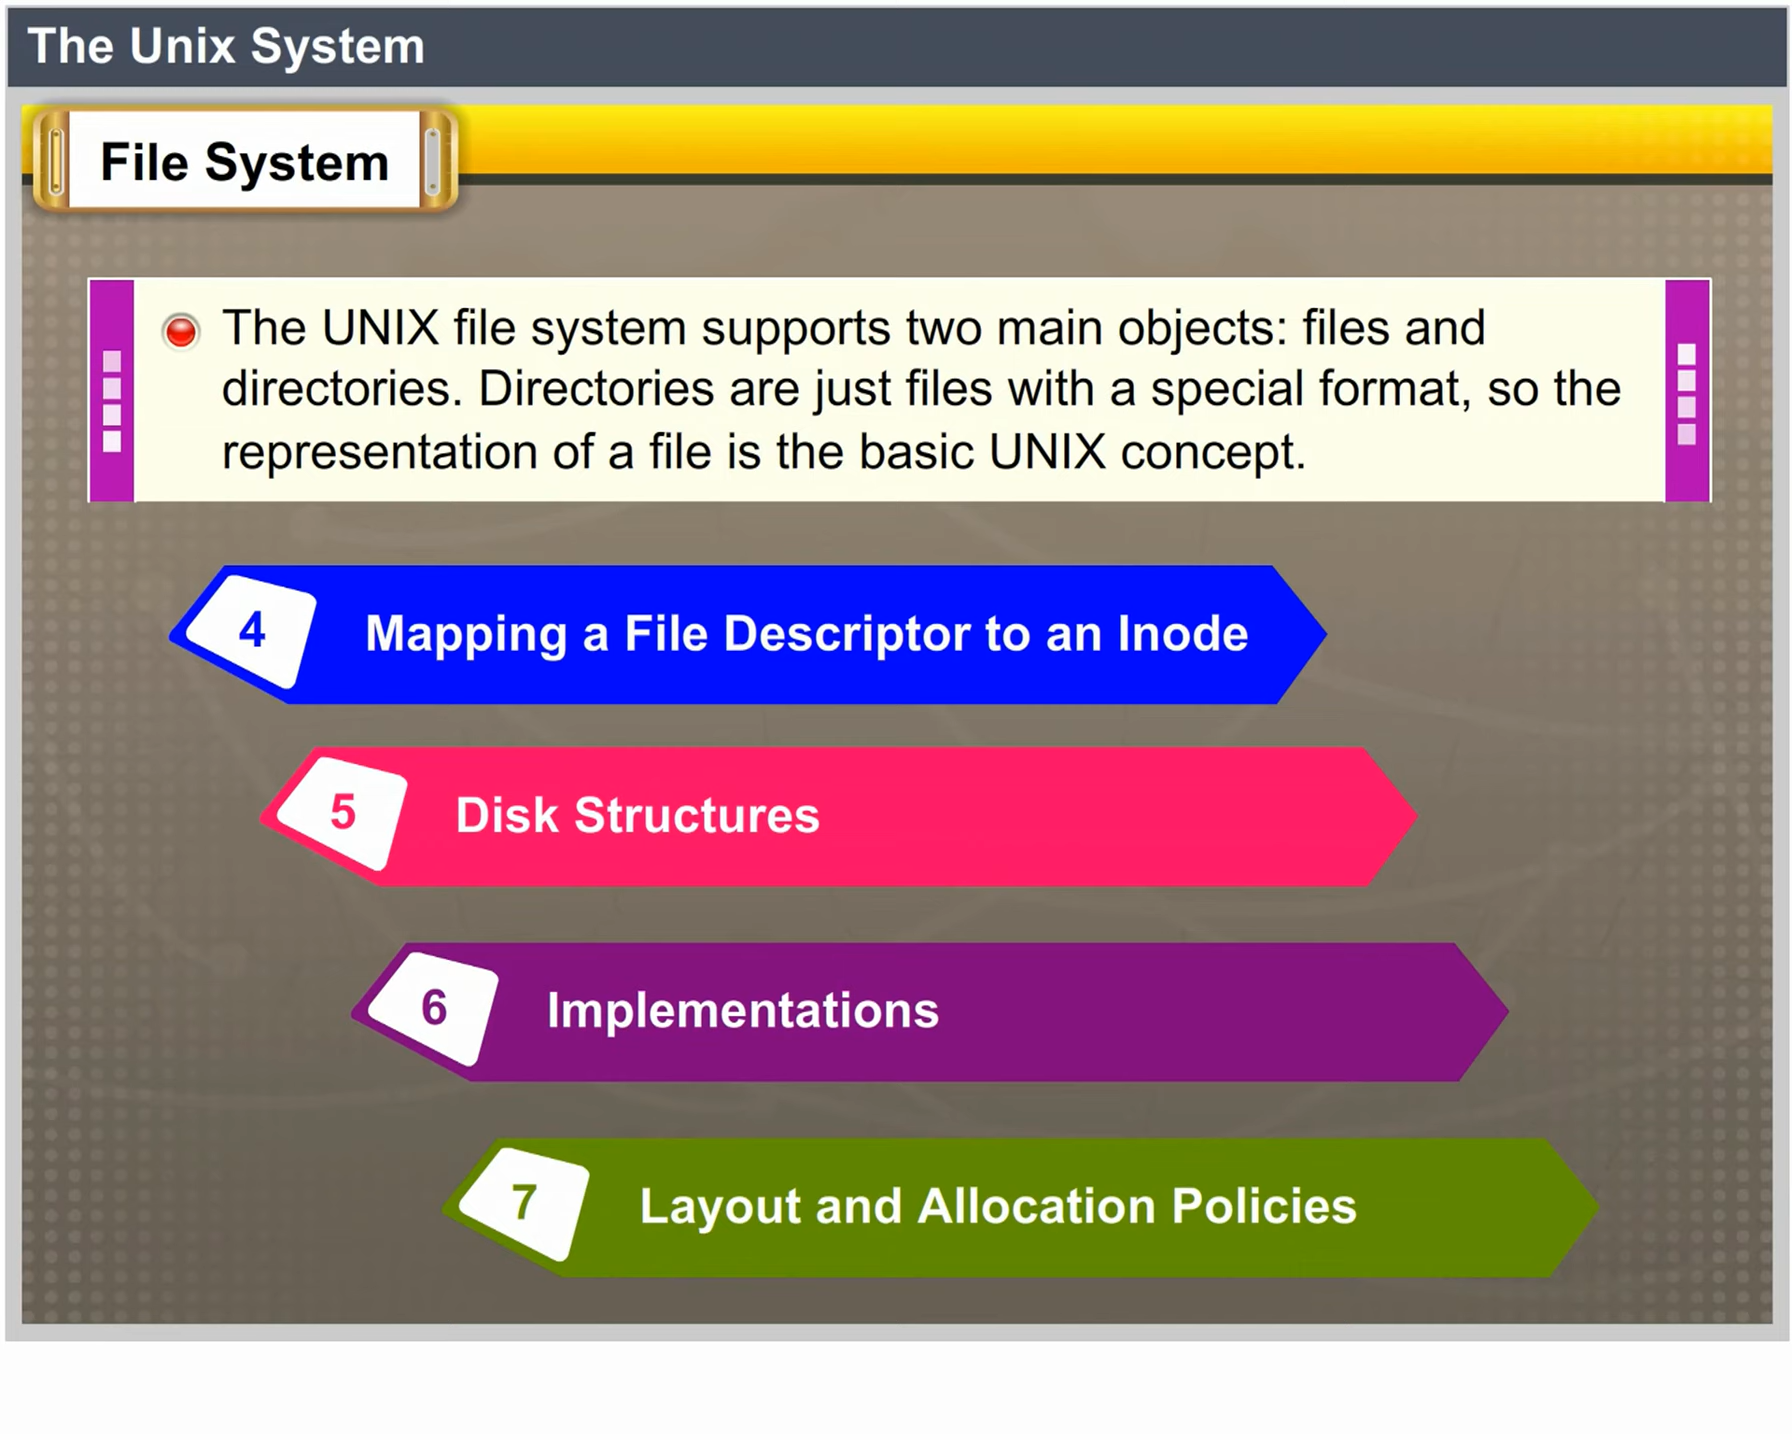 The Unix System
File System
The UNIX file system supports two main objects: files and
directories. Directories are just files with a special format, so the
representation of a file is the basic UNIX concept.
4 Mapping a File Descriptor to an Inode
5 Disk Structures
6 Implementations
7 Layout and Allocation Policies